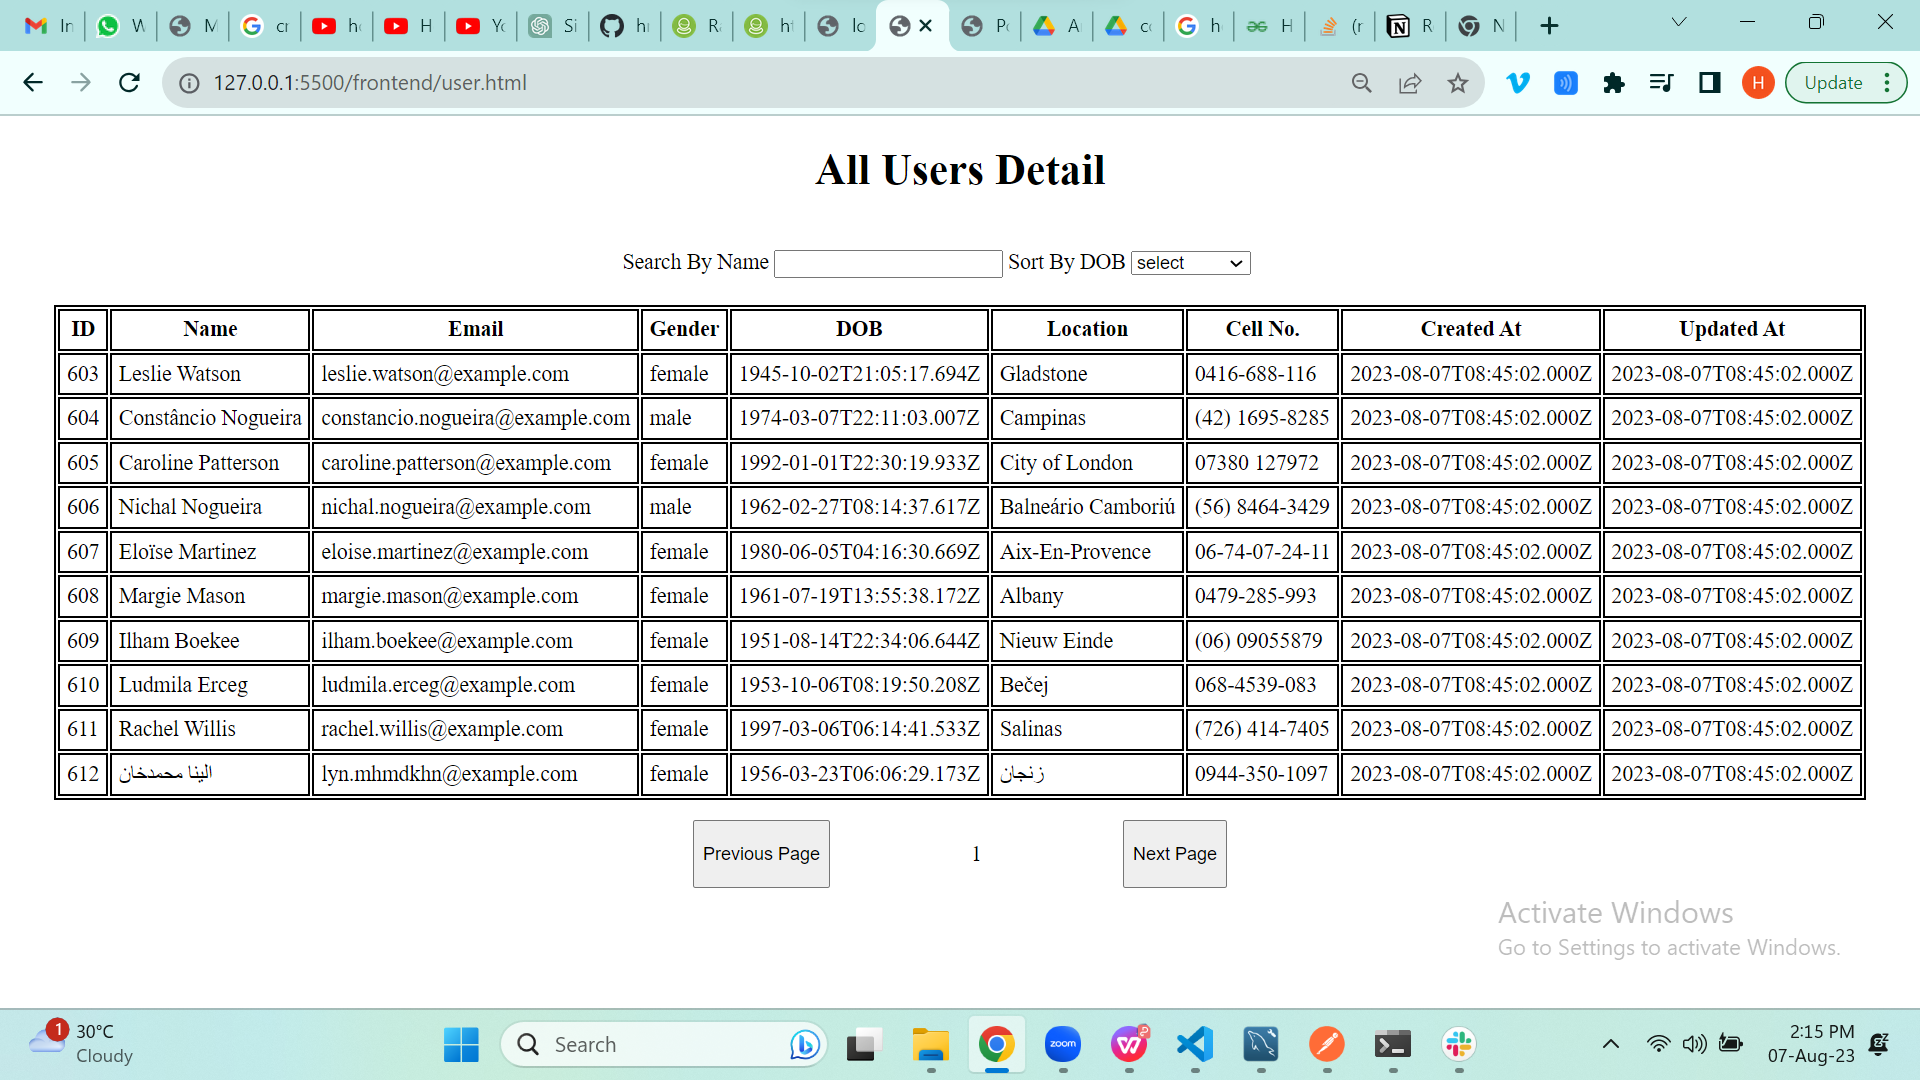 In W M cr ho H Yo Si hr Ra ht lo Po A co h H (r R N
127.0.0.1:5500/frontend/user.html H Update
All Users Detail
Search By Name Sort By DOB select
ID Name Email Gender DOB Location Cell No. Created At Updated At
603 Leslie Watson leslie.watson@example.com female 1945-10-02T21:05:17.694Z Gladstone 0416-688-116 2023-08-07T08:45:02.000Z 2023-08-07T08:45:02.000Z
604 Constâncio Nogueira constancio.nogueira@example.com male 1974-03-07T22:11:03.007Z Campinas (42) 1695-8285 2023-08-07T08:45:02.000Z 2023-08-07T08:45:02.000Z
605 Caroline Patterson caroline.patterson@example.com female 1992-01-01T22:30:19.933Z City of London 07380 127972 2023-08-07T08:45:02.000Z 2023-08-07T08:45:02.000Z
606 Nichal Nogueira nichal.nogueira@example.com male 1962-02-27T08:14:37.617Z Balneário Camboriú (56) 8464-3429 2023-08-07T08:45:02.000Z 2023-08-07T08:45:02.000Z
607 Eloïse Martinez eloise.martinez@example.com female 1980-06-05T04:16:30.669Z Aix-En-Provence 06-74-07-24-11 2023-08-07T08:45:02.000Z 2023-08-07T08:45:02.000Z
608 Margie Mason margie.mason@example.com female 1961-07-19T13:55:38.172Z Albany 0479-285-993 2023-08-07T08:45:02.000Z 2023-08-07T08:45:02.000Z
609 Ilham Boekee ilham.boekee@example.com female 1951-08-14T22:34:06.644Z Nieuw Einde (06) 09055879 2023-08-07T08:45:02.000Z 2023-08-07T08:45:02.000Z
610 Ludmila Erceg ludmila.erceg@example.com female 1953-10-06T08:19:50.208Z Bečej 068-4539-083 2023-08-07T08:45:02.000Z 2023-08-07T08:45:02.000Z
611 Rachel Willis rachel.willis@example.com female 1997-03-06T06:14:41.533Z Salinas (726) 414-7405 2023-08-07T08:45:02.000Z 2023-08-07T08:45:02.000Z
612 الینا محمدخان lyn.mhmdkhn@example.com female 1956-03-23T06:06:29.173Z زنجان 0944-350-1097 2023-08-07T08:45:02.000Z 2023-08-07T08:45:02.000Z
Previous Page 1 Next Page
Activate Windows
Go to Settings to activate Windows.
1 30°C
Cloudy
Search
zoom
2:15 PM
07-Aug-23